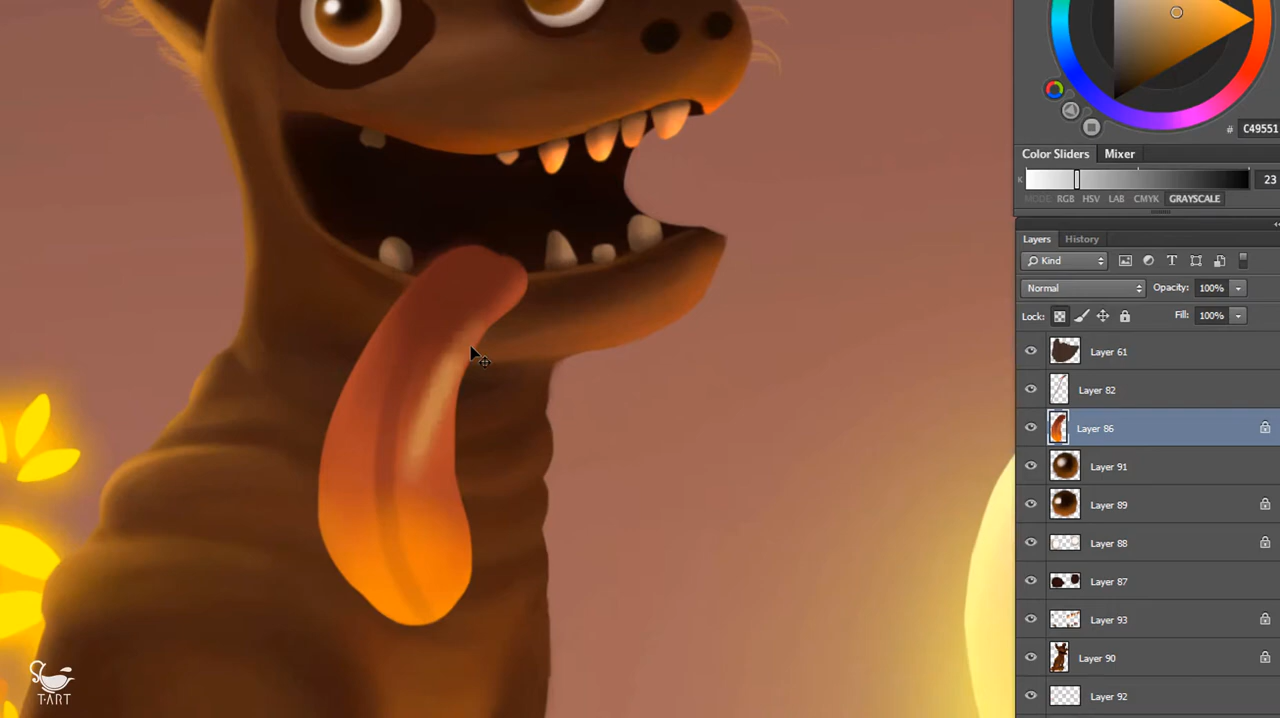 # C49551
Color Sliders Mixer
K 23
MODE RGB HSV LAB CMYK GRAYSCALE
Layers History
Kind T
Normal Opacity: 100%
Lock: Fill: 100%
Layer 61
Layer 82
Layer 86
Layer 91
Layer 89
Layer 88
Layer 87
Layer 93
Layer 90
Layer 92
T·ART